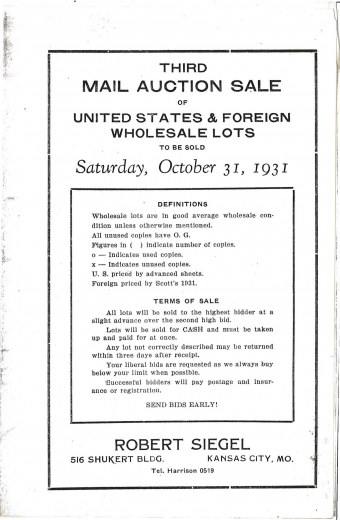 THIRD
MAIL AUCTION SALE
OF
UNITED STATES & FOREIGN
WHOLESALE LOTS
TO BE SOLD
Saturday, October 31, 1931
DEFINITIONS
Wholesale lots are in good average wholesale con-
dition unless otherwise mentioned.
All unused copies have O. G.
Figures in ( ) indicate number of copies.
o — Indicates used copies.
x — Indicates unused copies.
U. S. priced by advanced sheets.
Foreign priced by Scott's 1931.
TERMS OF SALE
All lots will be sold to the highest bidder at a
slight advance over the second high bid.
Lots will be sold for CASH and must be taken
up and paid for at once.
Any lot not correctly described may be returned
within three days after receipt.
Your liberal bids are requested as we always buy
below your limit when possible.
Successful bidders will pay postage and insur-
ance or registration.
SEND BIDS EARLY!
ROBERT SIEGEL
516 SHUKERT BLDG. KANSAS CITY, MO.
Tel. Harrison 0519